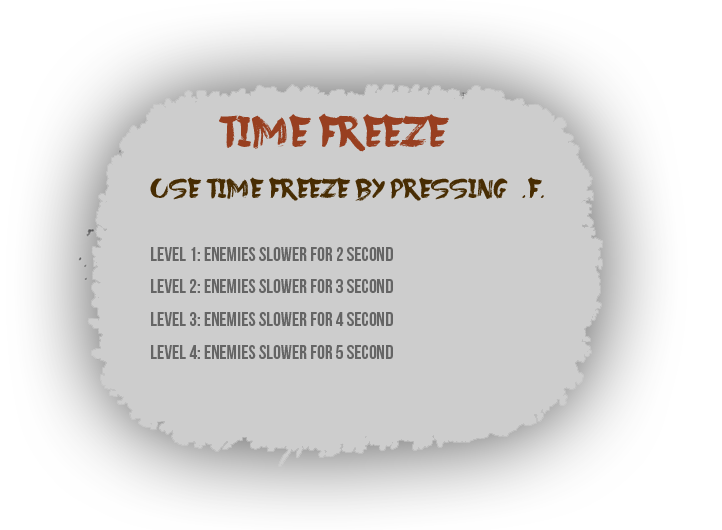 TIME FREEZE
USE TIME FREEZE BY PRESSING .F.
LEVEL 1: ENEMIES SLOWER FOR 2 SECOND
LEVEL 2: ENEMIES SLOWER FOR 3 SECOND
LEVEL 3: ENEMIES SLOWER FOR 4 SECOND
LEVEL 4: ENEMIES SLOWER FOR 5 SECOND